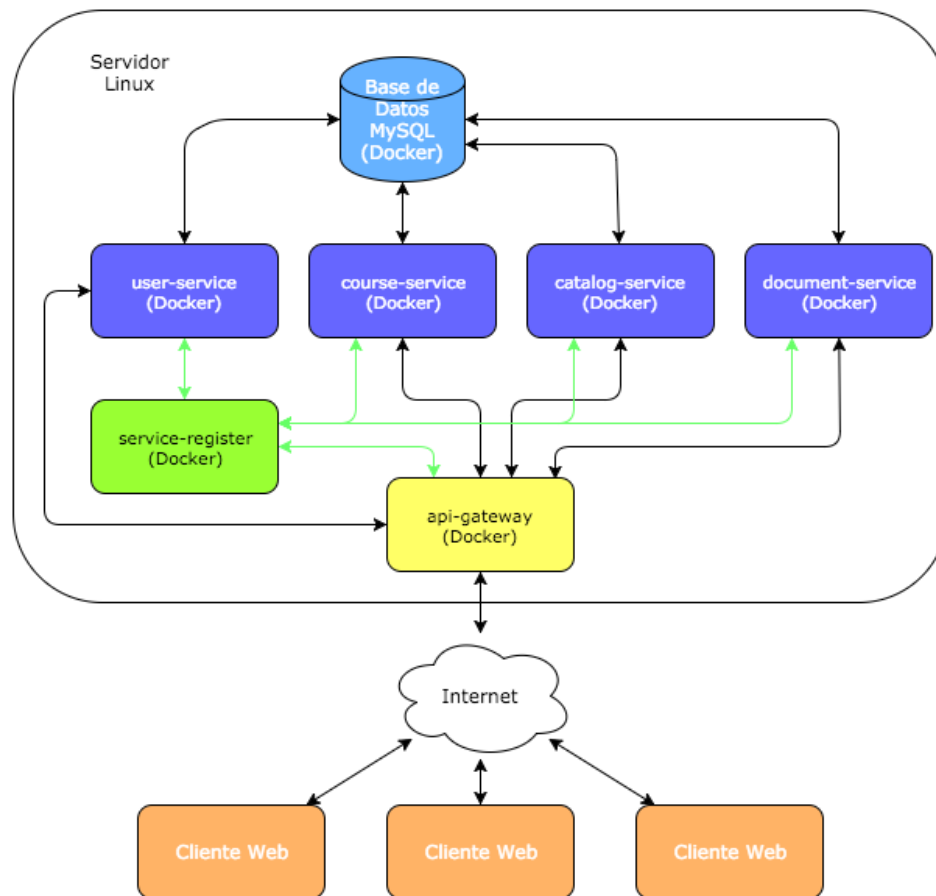 Servidor
Linux
Base de
Datos
MySQL
(Docker)
user-service
(Docker)
course-service
(Docker)
catalog-service
(Docker)
document-service
(Docker)
service-register
(Docker)
api-gateway
(Docker)
Internet
Cliente Web
Cliente Web
Cliente Web